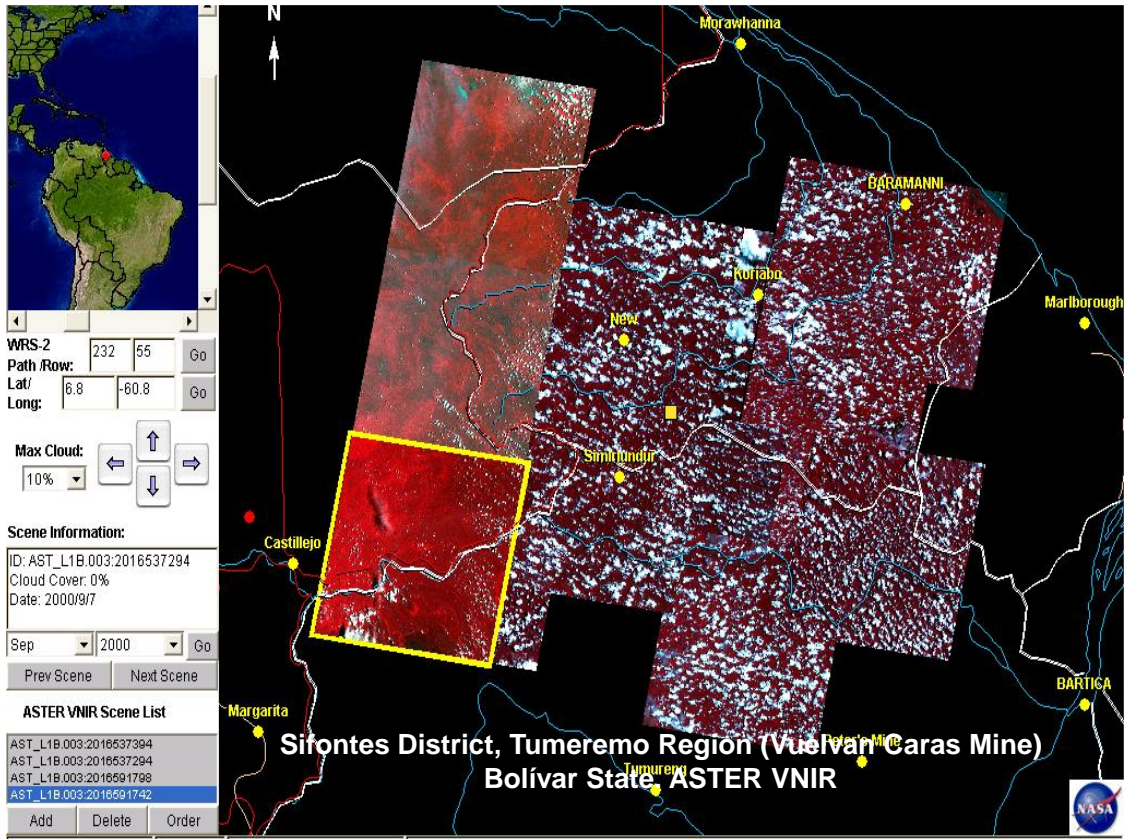 N
Morawhanna
BARAMANNI
Koriabo
Marlborough
New
WRS-2
Path /Row:
232
55
Go
Lat/
Long:
6.8
-60.8
Go
Max Cloud:
10%
Scene Information:
ID: AST_L1B.003:2016537294
Cloud Cover: 0%
Date: 2000/9/7
Castillejo
Sep
2000
Go
Prev Scene
Next Scene
ASTER VNIR Scene List
AST_L1B.003:2016537394
AST_L1B.003:2016537294
AST_L1B.003:2016591798
AST_L1B.003:2016591742
Add
Delete
Order
Margarita
BARTICA
Peter's Mine
Tumureng
Sifontes District, Tumeremo Region (Vuelvan Caras Mine)
Bolívar State, ASTER VNIR
NASA